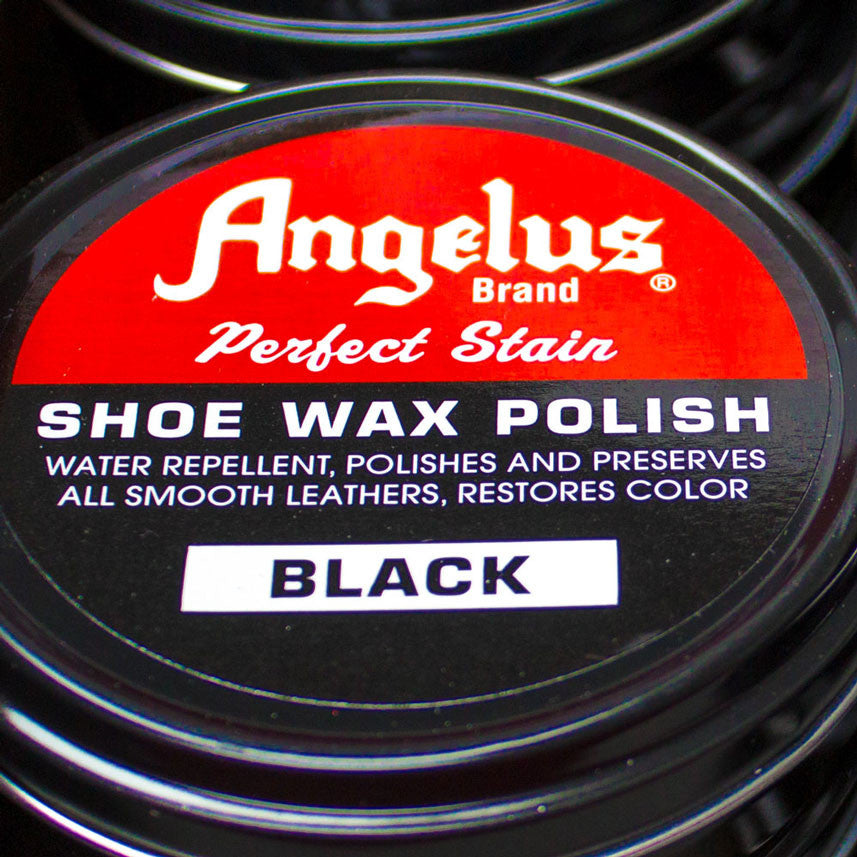 Angelus
Brand ®
Perfect Stain
SHOE WAX POLISH
WATER REPELLENT, POLISHES AND PRESERVES
ALL SMOOTH LEATHERS, RESTORES COLOR
BLACK